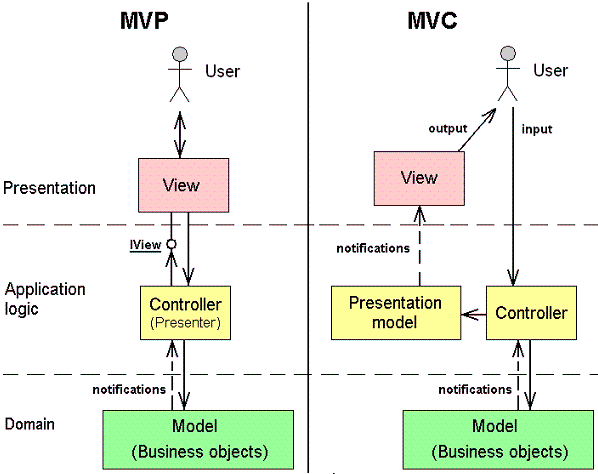 MVP
MVC
User
User
output
input
Presentation
View
View
IView
notifications
Application
logic
Controller
(Presenter)
Presentation
model
Controller
notifications
notifications
Domain
Model
(Business objects)
Model
(Business objects)